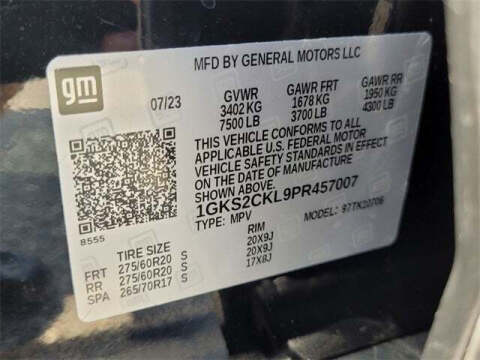 MFD BY GENERAL MOTORS LLC
gm
07/23
GVWR GAWR FRT GAWR RR
3402 KG 1678 KG 1950 KG
7500 LB 3700 LB 4300 LB
THIS VEHICLE CONFORMS TO ALL
APPLICABLE U.S. FEDERAL MOTOR
VEHICLE SAFETY STANDARDS IN EFFECT
ON THE DATE OF MANUFACTURE
SHOWN ABOVE.
1GKS2CKL9PR457007
TYPE: MPV MODEL: 97TK10706
8555
TIRE SIZE RIM
FRT 275/60R20 S 20X9J
RR 275/60R20 S 20X9J
SPA 265/70R17 S 17X8J